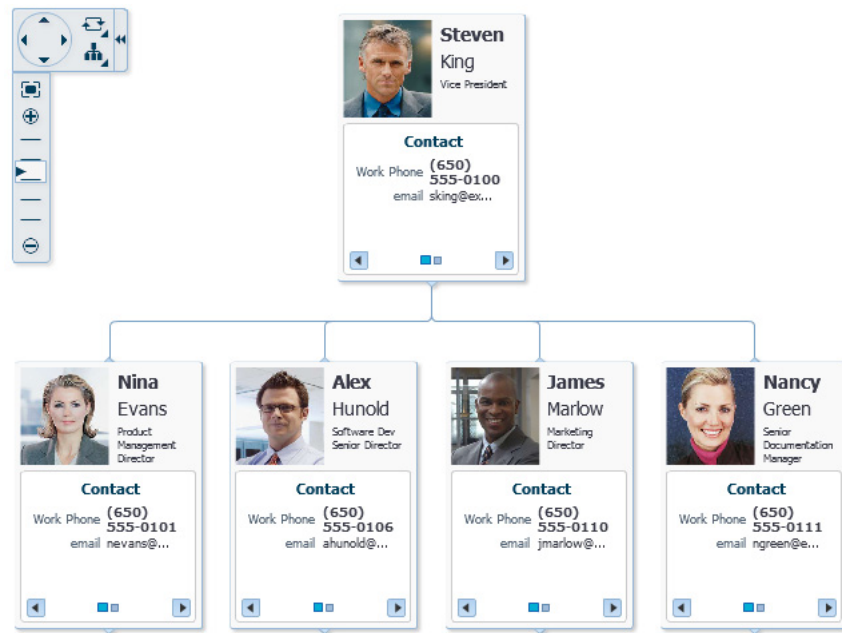 Steven
King
Vice President
Contact
Work Phone (650)
555-0100
email sking@ex...
Nina
Evans
Product
Management
Director
Contact
Work Phone (650)
555-0101
email nevans@...
Alex
Hunold
Software Dev
Senior Director
Contact
Work Phone (650)
555-0106
email ahunold@...
James
Marlow
Marketing
Director
Contact
Work Phone (650)
555-0110
email jmarlow@...
Nancy
Green
Senior
Documentation
Manager
Contact
Work Phone (650)
555-0111
email ngreen@e...